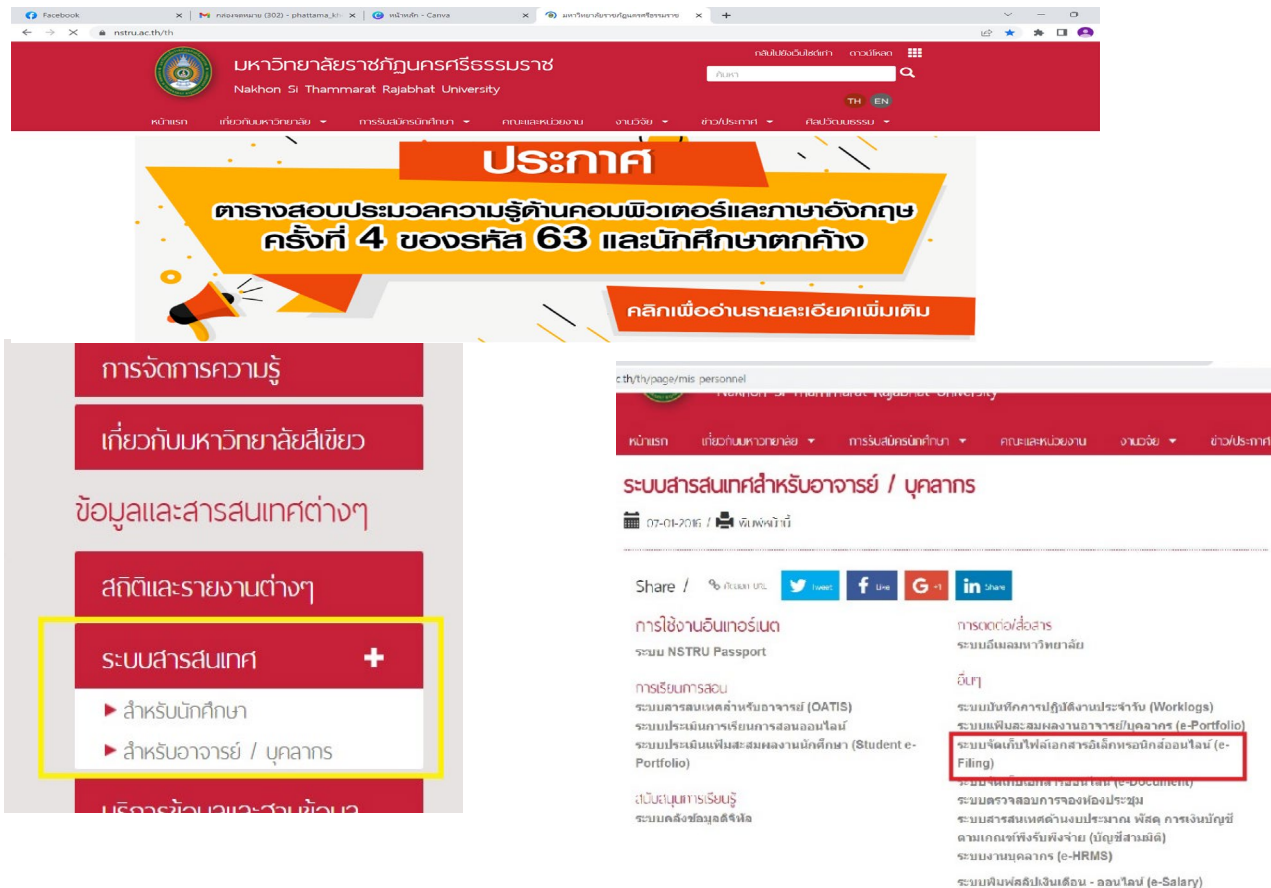 Facebook
กล่องจดหมาย (302) - phattama_kh
หน้าหลัก - Canva
มหาวิทยาลัยราชภัฏนครศรีธรรมราช
nstru.ac.th/th
กลับไปยังเว็บไซต์เก่า ดาวน์โหลด
มหาวิทยาลัยราชภัฏนครศรีธรรมราช
ค้นหา
Nakhon Si Thammarat Rajabhat University
TH EN
หน้าแรก เกี่ยวกับมหาวิทยาลัย การรับสมัครนักศึกษา คณะและหน่วยงาน งานวิจัย ข่าว/ประกาศ ศิลปวัฒนธรรม
ประกาศ
ตารางสอบประมวลความรู้ด้านคอมพิวเตอร์และภาษาอังกฤษ
ครั้งที่ 4 ของรหัส 63 และนักศึกษาตกค้าง
คลิกเพื่ออ่านรายละเอียดเพิ่มเติม
การจัดการความรู้
เกี่ยวกับมหาวิทยาลัยสีเขียว
ข้อมูลและสารสนเทศต่างๆ
สถิติและรายงานต่างๆ
ระบบสารสนเทศ +
สำหรับนักศึกษา
สำหรับอาจารย์ / บุคลากร
c.th/th/page/mis personnel
Nakhon Si Thammarat Rajabhat University
หน้าแรก เกี่ยวกับมหาวิทยาลัย การรับสมัครนักศึกษา คณะและหน่วยงาน งานวิจัย ข่าว/ประกาศ
ระบบสารสนเทศสำหรับอาจารย์ / บุคลากร
07-01-2016 / พิมพ์หน้านี้
Share / คัดลอก URL Tweet Like G +1 in Share
การใช้งานอินเทอร์เนต
ระบบ NSTRU Passport
การเรียนการสอน
ระบบสารสนเทศสำหรับอาจารย์ (OATIS)
ระบบประเมินการเรียนการสอนออนไลน์
ระบบประเมินแฟ้มสะสมผลงานนักศึกษา (Student e-
Portfolio)
สนับสนุนการเรียนรู้
ระบบคลังข้อมูลดิจิทัล
การติดต่อ/สื่อสาร
ระบบอีเมลมหาวิทยาลัย
อื่นๆ
ระบบบันทึกการปฏิบัติงานประจำวัน (Worklogs)
ระบบแฟ้มสะสมผลงานอาจารย์/บุคลากร (e-Portfolio)
ระบบจัดเก็บไฟล์เอกสารอิเล็กทรอนิกส์ออนไลน์ (e-
Filing)
ระบบจัดเก็บเอกสารออนไลน์ (e-Document)
ระบบตรวจสอบการจองห้องประชุม
ระบบสารสนเทศด้านงบประมาณ พัสดุ การเงินบัญชี
ตามเกณฑ์พึงรับพึงจ่าย (บัญชีสามมิติ)
ระบบงานบุคลากร (e-HRMS)
ระบบพิมพ์สลิปเงินเดือน - ออนไลน์ (e-Salary)